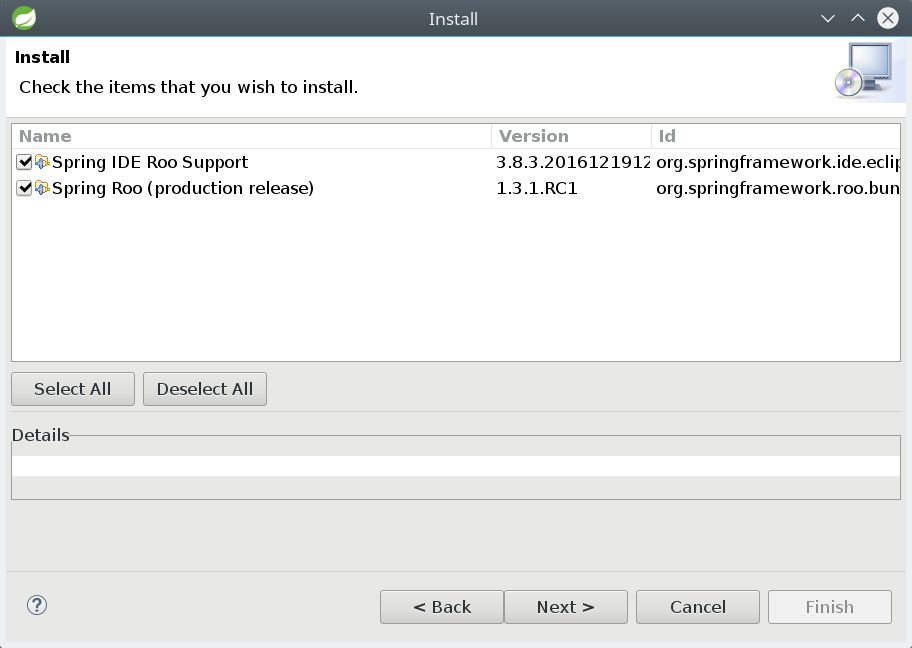 Install
Install
Check the items that you wish to install.
Name Version Id
Spring IDE Roo Support 3.8.3.2016121912 org.springframework.ide.eclip
Spring Roo (production release) 1.3.1.RC1 org.springframework.roo.bun
Select All Deselect All
Details
< Back Next > Cancel Finish